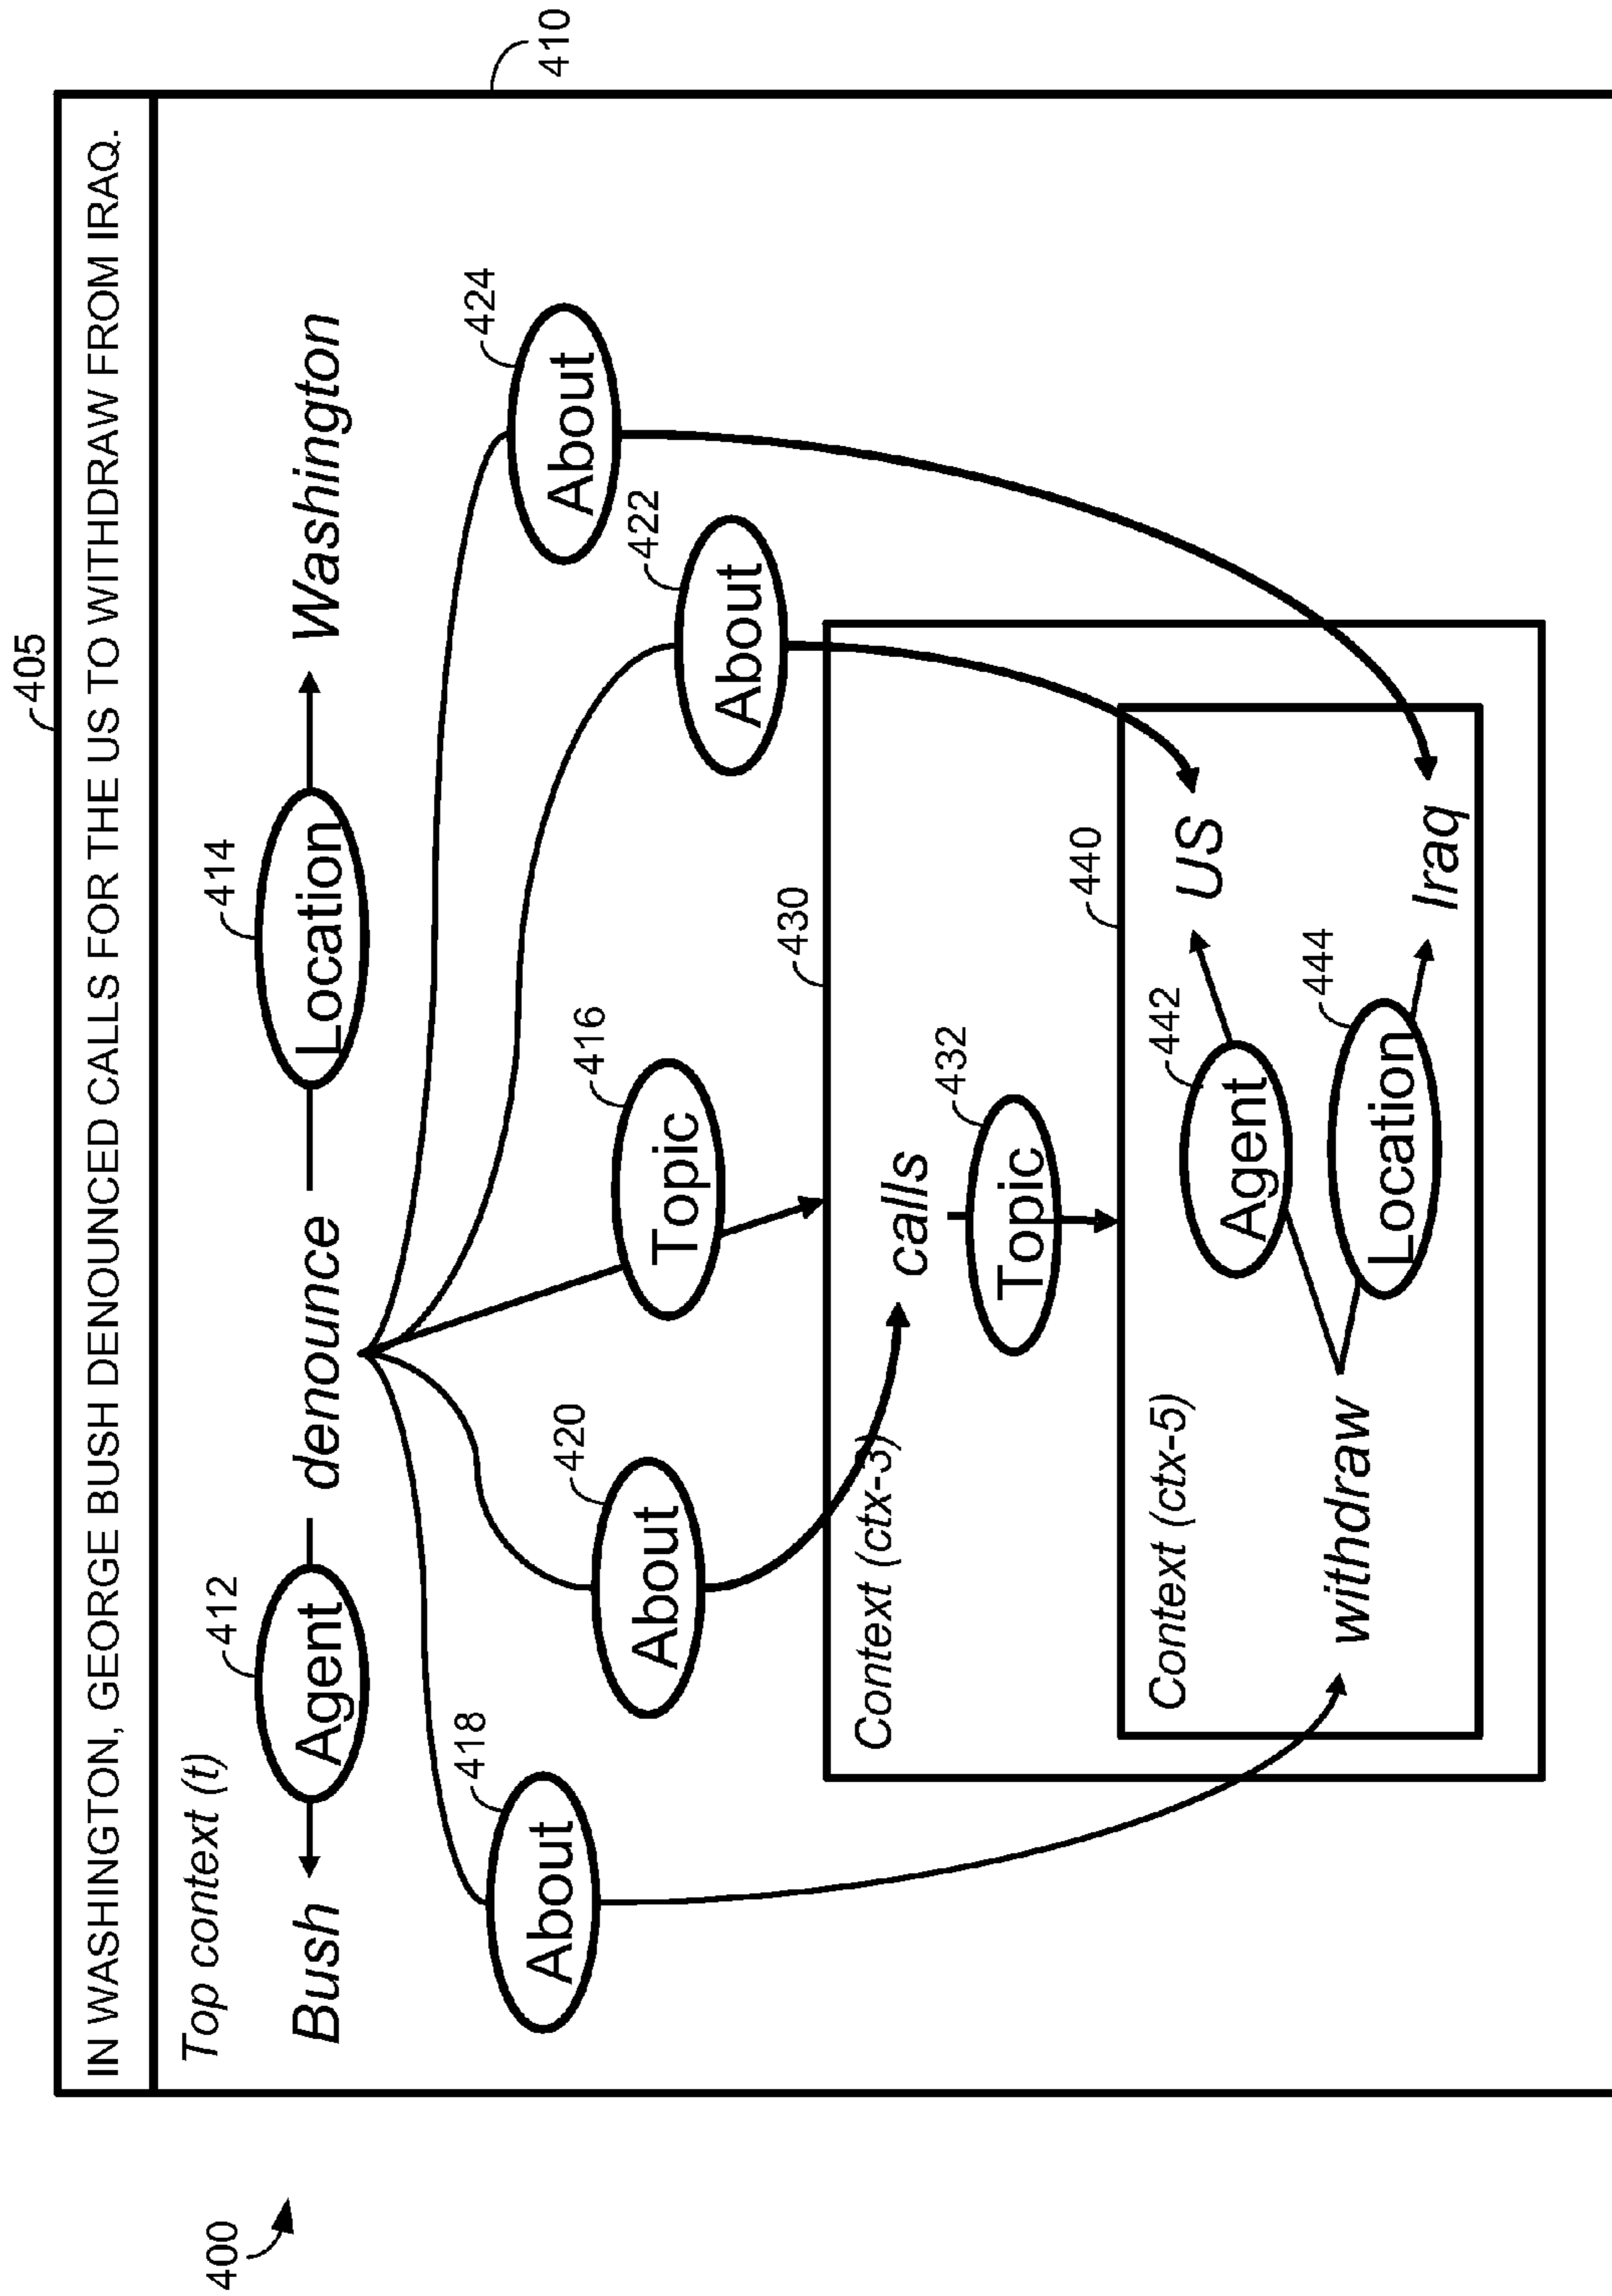 400
405
IN WASHINGTON, GEORGE BUSH DENOUNCED CALLS FOR THE US TO WITHDRAW FROM IRAQ.
410
Top context (t)
412
414
Bush
Agent
denounce
Location
Washington
418
420
416
422
424
About
About
Topic
About
About
430
Context (ctx-3)
calls
432
Topic
440
Context (ctx-5)
442
Agent
US
withdraw
444
Location
Iraq